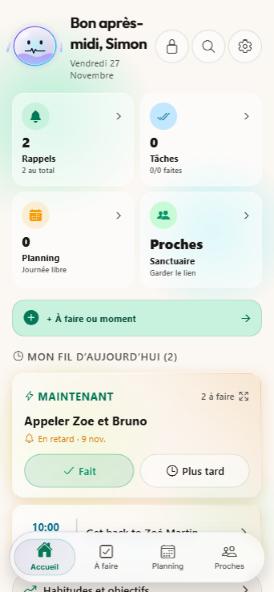 Bon après-
midi, Simon
Vendredi 27
Novembre
2
Rappels
2 au total
0
Tâches
0/0 faites
0
Planning
Journée libre
Proches
Sanctuaire
Garder le lien
+ À faire ou moment
MON FIL D'AUJOURD'HUI (2)
MAINTENANT
2 à faire
Appeler Zoe et Bruno
En retard · 9 nov.
Fait
Plus tard
10:00
Get back to Zoé Martin
Accueil
À faire
Planning
Proches
Habitudes et objectifs